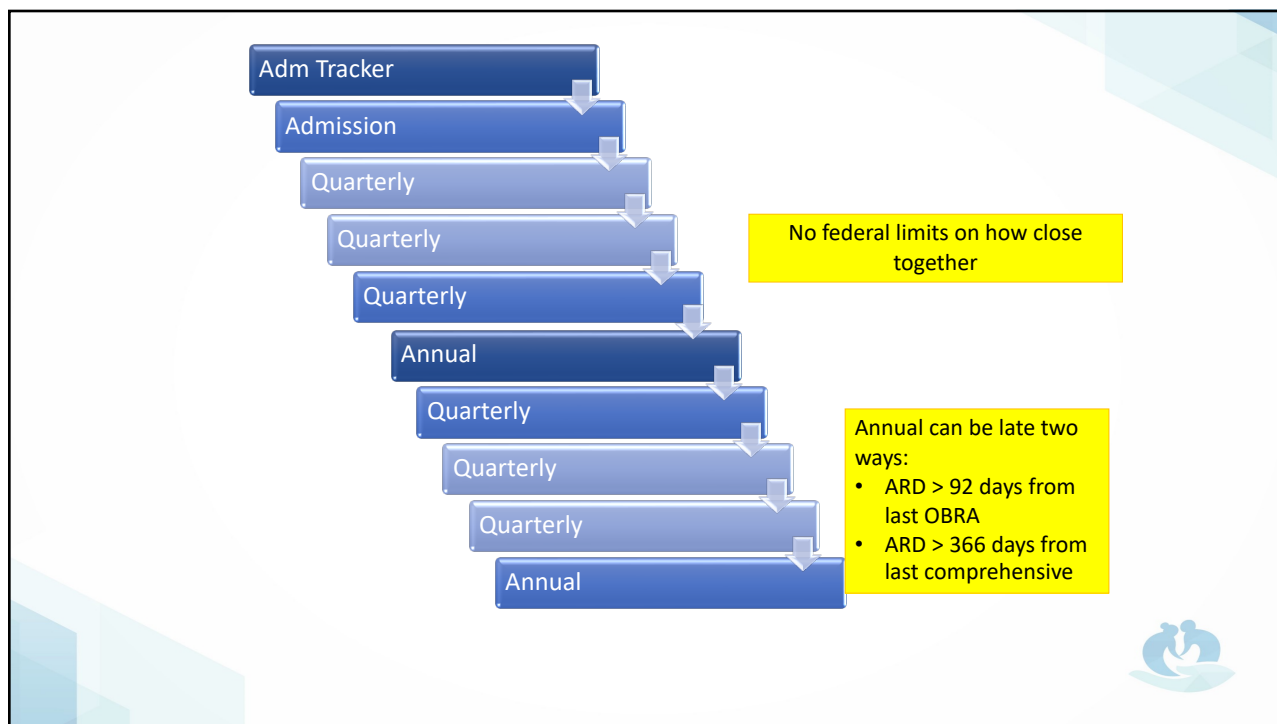 Adm Tracker
Admission
Quarterly
Quarterly
No federal limits on how close
together
Quarterly
Annual
Quarterly
Quarterly
Quarterly
Annual
Annual can be late two
ways:
• ARD > 92 days from
last OBRA
• ARD > 366 days from
last comprehensive